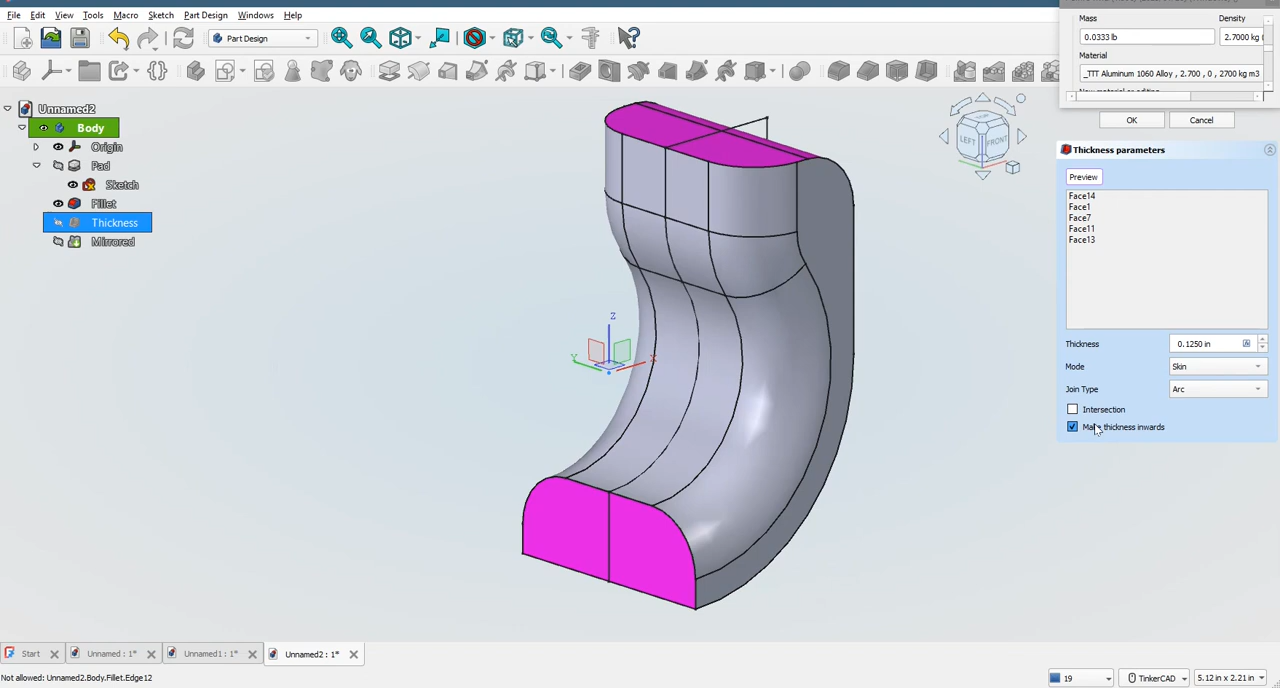 File Edit View Tools Macro Sketch Part Design Windows Help
Part Design
Mass Density
0.0333 lb 2.7000 kg (
Material
_TTT Aluminum 1060 Alloy , 2.700 , 0 , 2700 kg m3
OK Cancel
Unnamed2
Body
Origin
Pad
Sketch
Fillet
Thickness
Mirrored
LEFT FRONT
Z
Y X
Thickness parameters
Preview
Face14
Face1
Face7
Face11
Face13
Thickness 0.1250 in
Mode Skin
Join Type Arc
Intersection
Make thickness inwards
Start Unnamed : 1* Unnamed1 : 1* Unnamed2 : 1*
Not allowed: Unnamed2.Body.Fillet.Edge12
19 TinkerCAD 5.12 in x 2.21 in